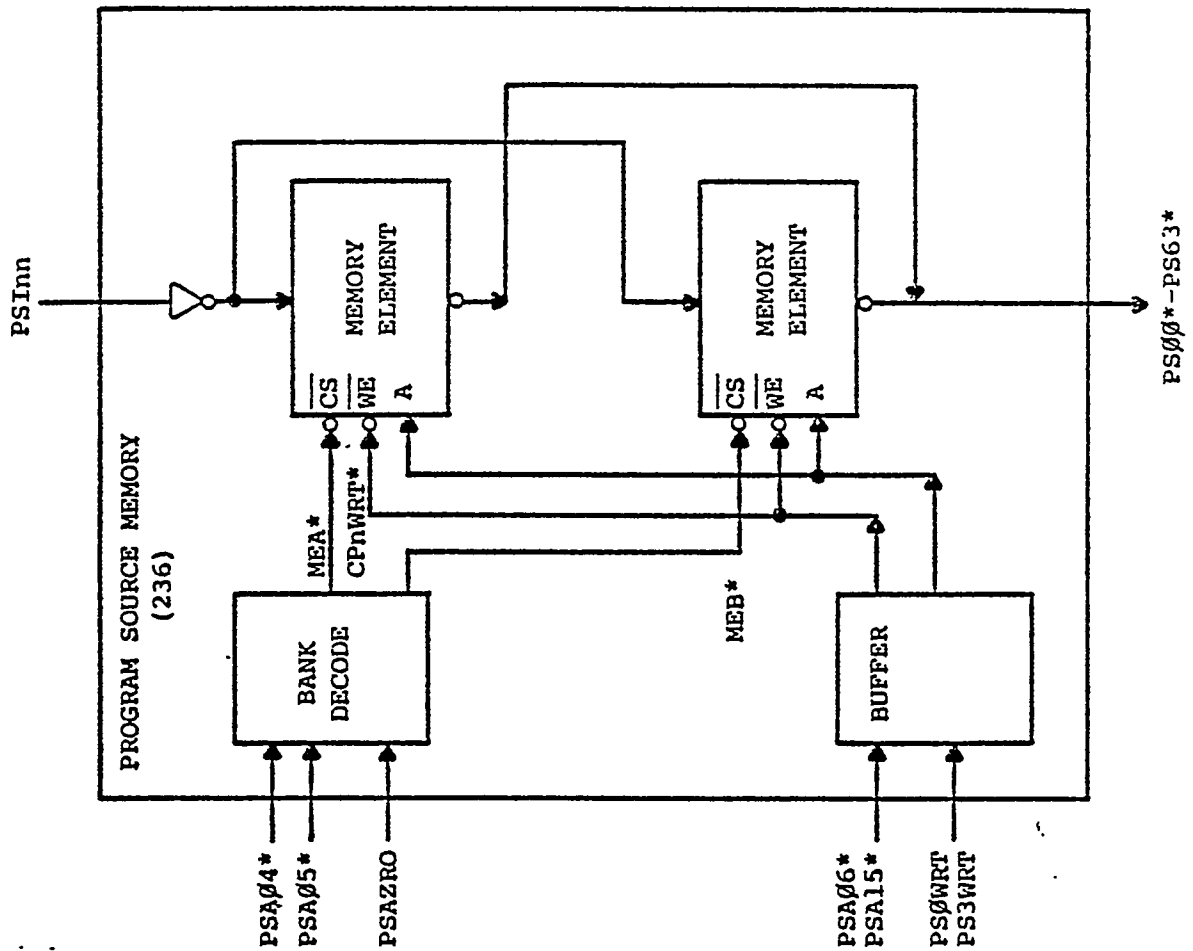 PSInn
PROGRAM SOURCE MEMORY
(236)
MEMORY
ELEMENT
CS
WE
A
MEMORY
ELEMENT
CS
WE
A
MEA*
CPnWRT*
MEB*
BANK
DECODE
BUFFER
PSAØ4*
PSAØ5*
PSAZRO
PSAØ6*
PSA15*
PSØWRT
PS3WRT
PSØØ*-PS63*